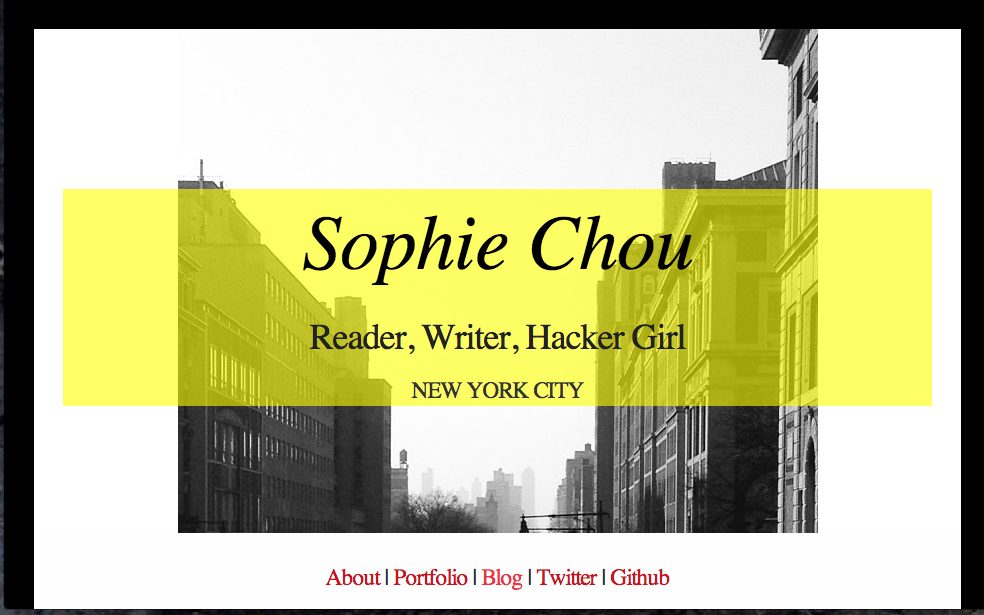 Sophie Chou
Reader, Writer, Hacker Girl
NEW YORK CITY
About | Portfolio | Blog | Twitter | Github